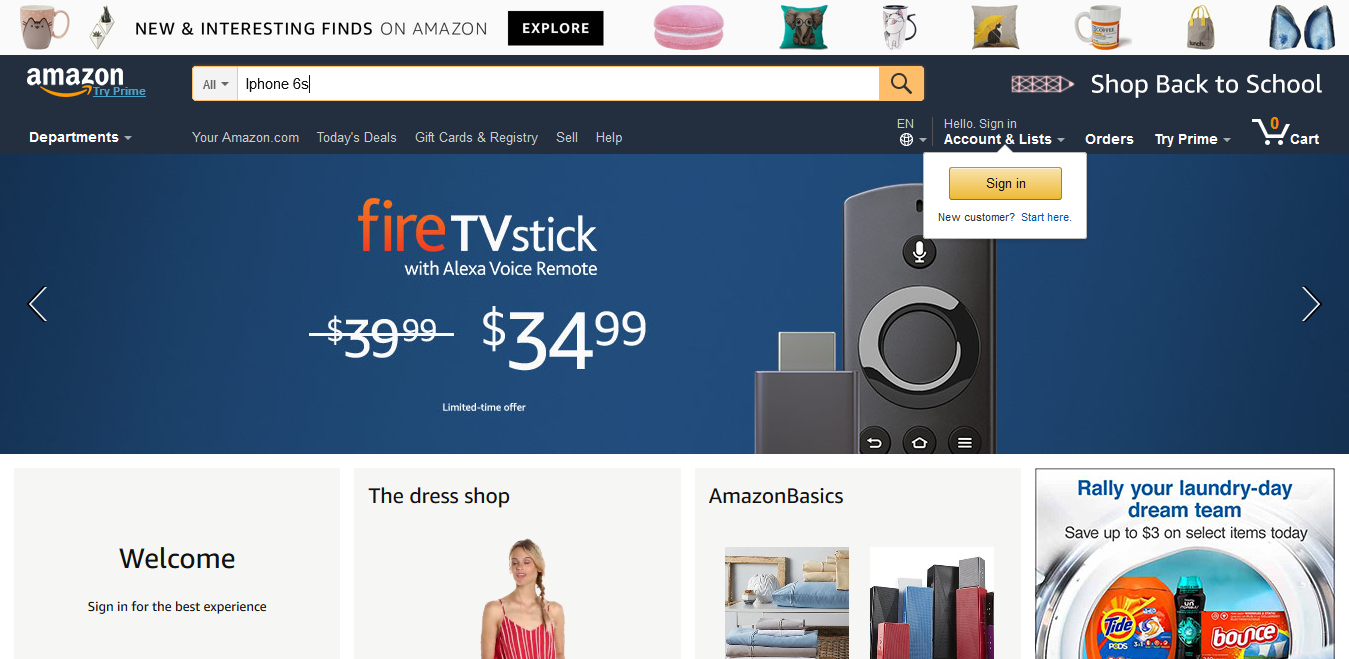 NEW & INTERESTING FINDS ON AMAZON EXPLORE
COFFEE
lunch.
amazon
Try Prime
All Iphone 6s
Shop Back to School
Departments
Your Amazon.com Today's Deals Gift Cards & Registry Sell Help
EN
Hello. Sign in
Account & Lists
Orders
Try Prime
0
Cart
Sign in
New customer? Start here.
fireTVstick
with Alexa Voice Remote
$39.99 $34.99
Limited-time offer
Welcome
Sign in for the best experience
The dress shop
AmazonBasics
Rally your laundry-day
dream team
Save up to $3 on select items today
Tide
PODS
3in1
bounce